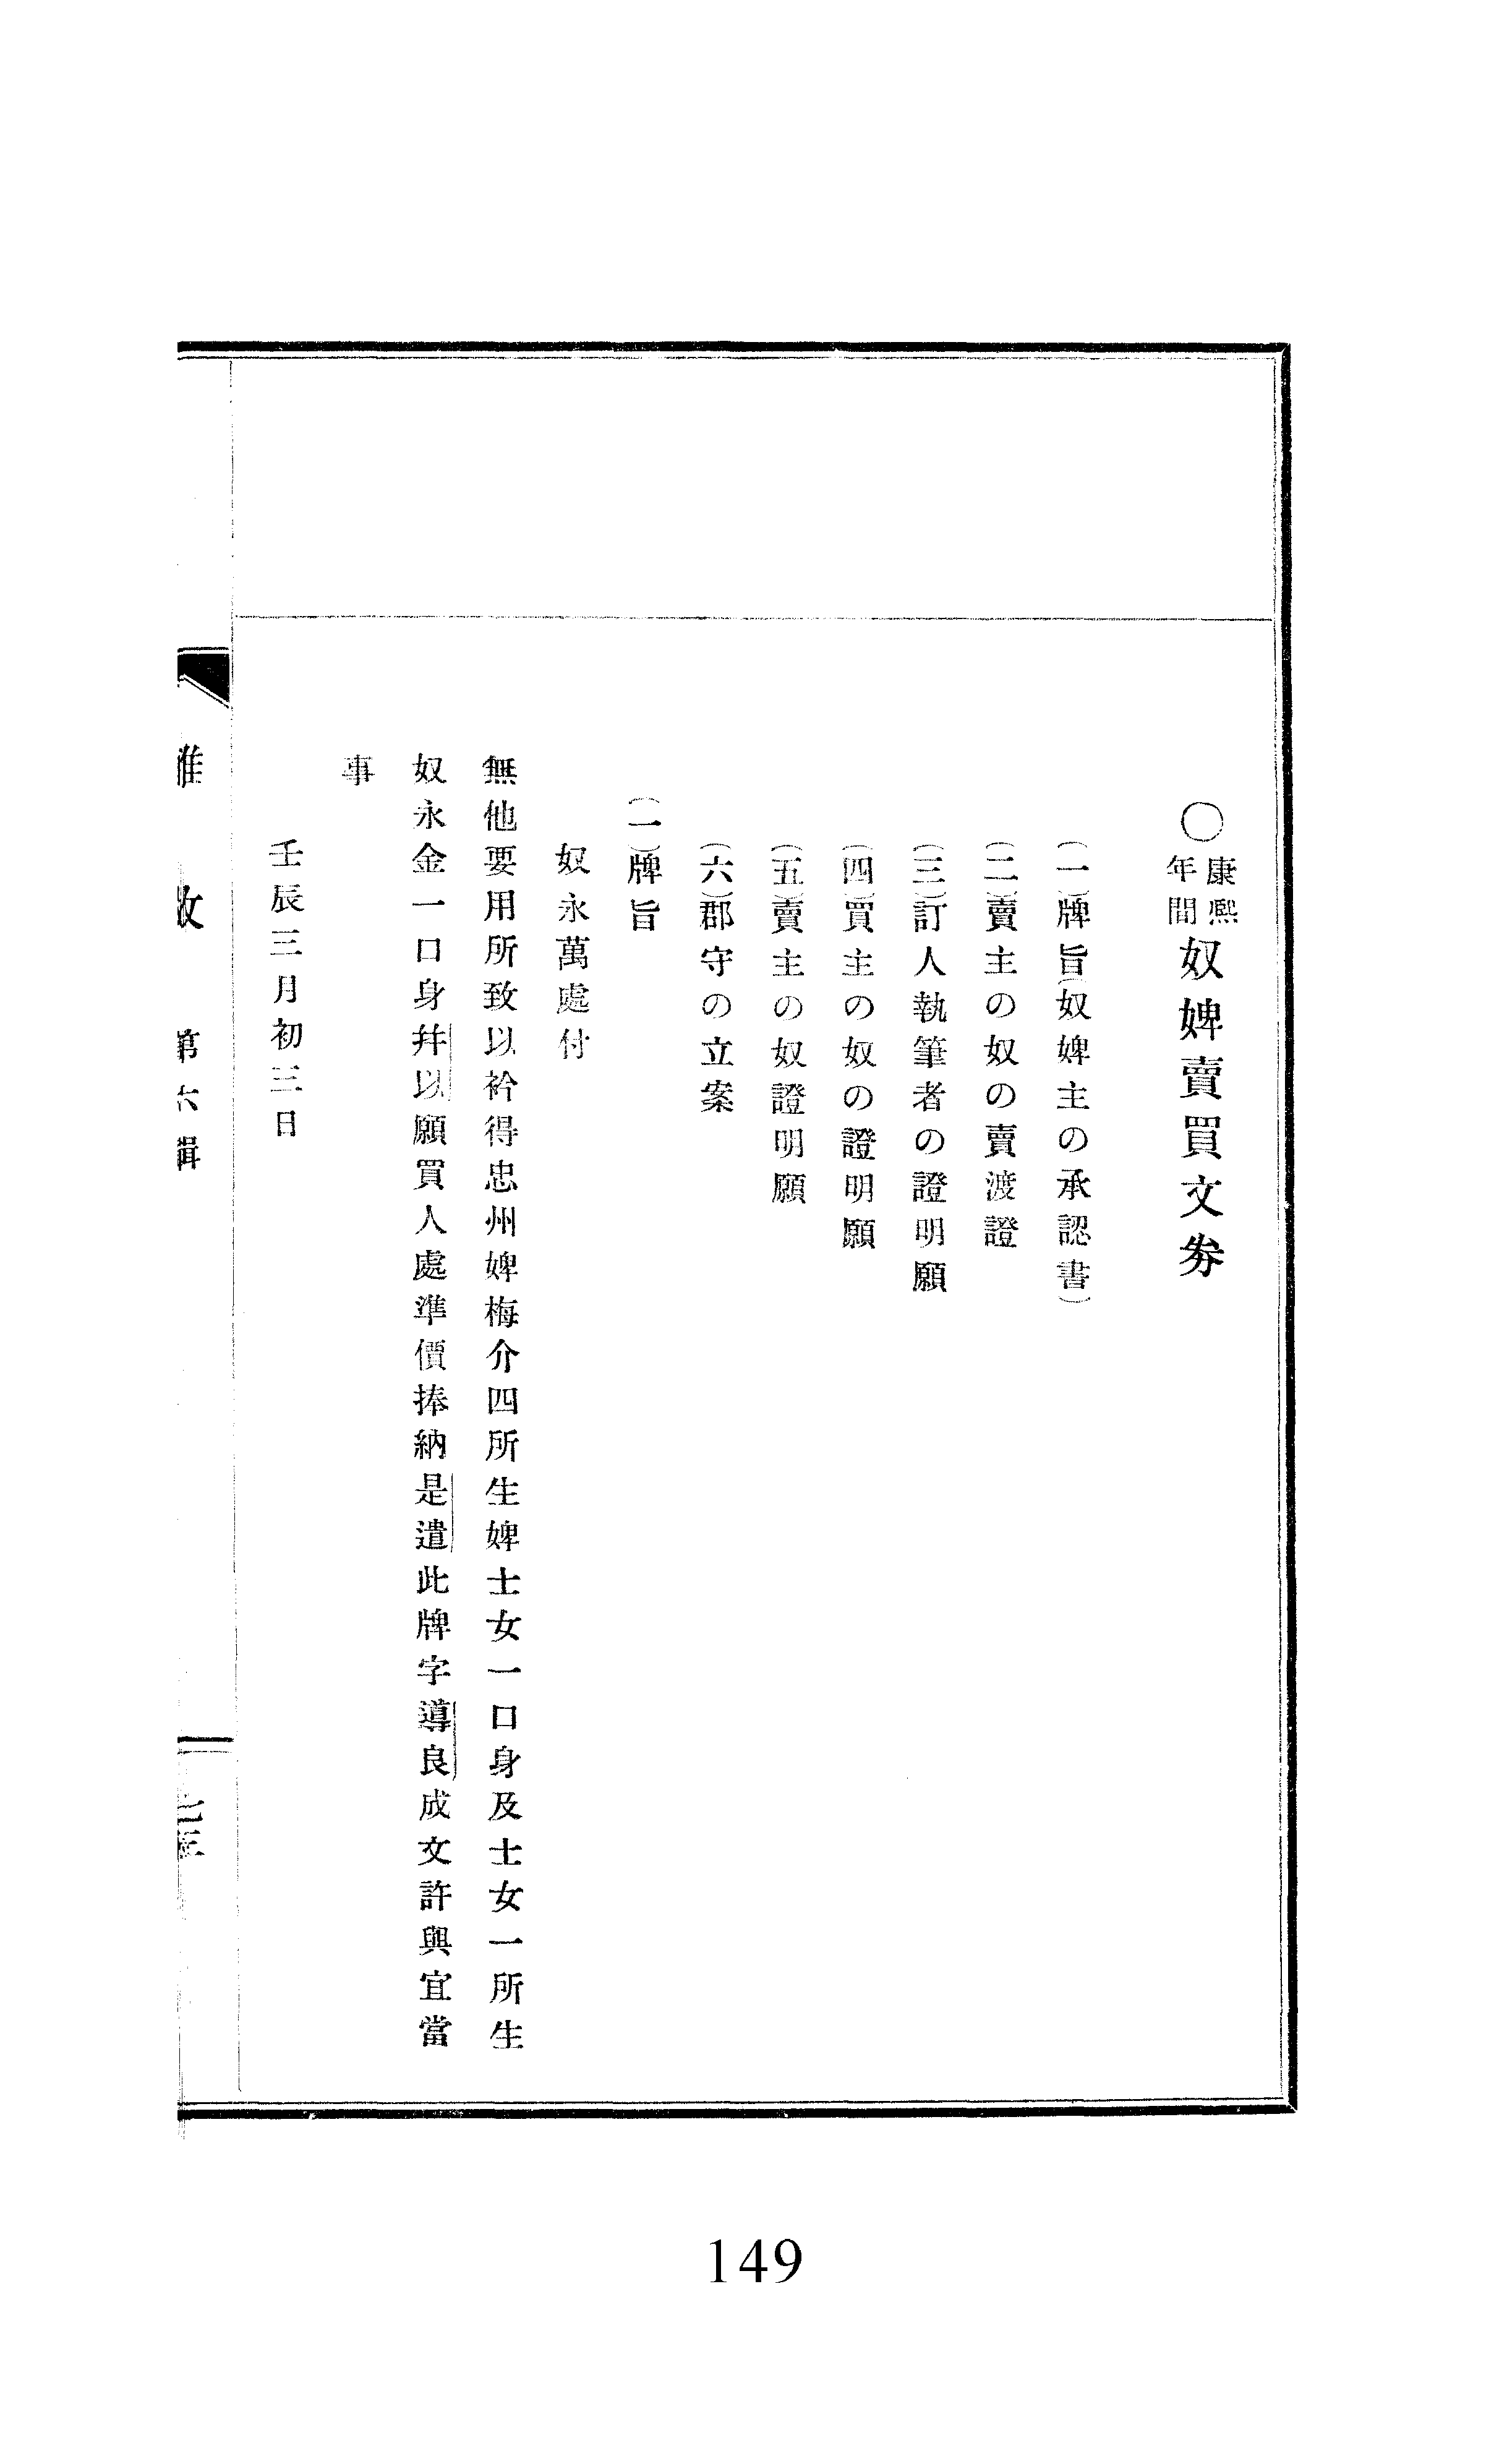 ○康熙年間奴婢賣買文券
(一)牌旨(奴婢主の承認書)
(二)賣主の奴の賣渡證
(三)訂人執筆者の證明願
(四)買主の奴の證明願
(五)賣主の奴證明願
(六)郡守の立案
(一)牌旨
奴永萬處付
無他要用所致以衿得忠州婢梅介四所生婢士女一口身及士女一所生
奴永金一口身幷以願買人處準價捧納是遣此牌字導良成文許與宜當
事
壬辰三月初三日
雜攷 第六輯
149